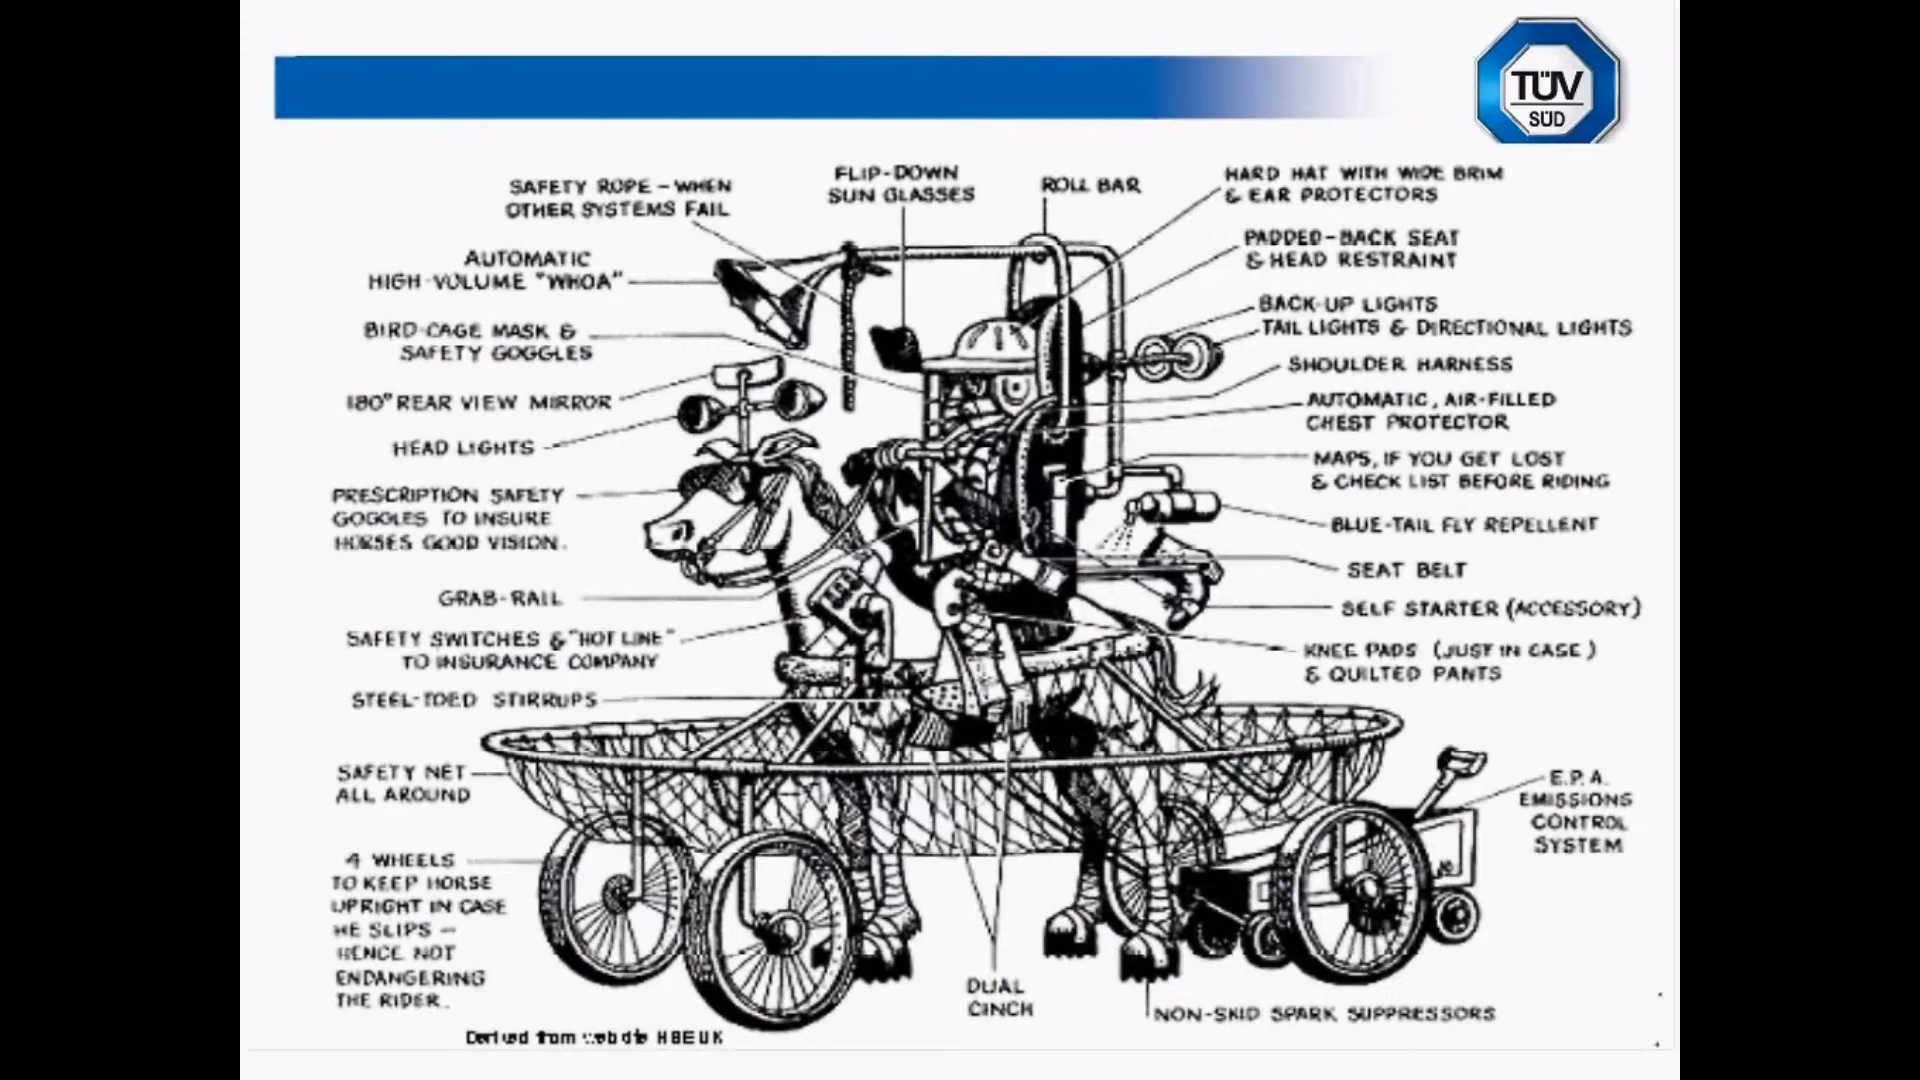 TÜV
SÜD
SAFETY ROPE - WHEN
OTHER SYSTEMS FAIL
FLIP-DOWN
SUN GLASSES
ROLL BAR
HARD HAT WITH WIDE BRIM
& EAR PROTECTORS
AUTOMATIC
HIGH-VOLUME "WHOA"
PADDED-BACK SEAT
& HEAD RESTRAINT
BIRD-CAGE MASK &
SAFETY GOGGLES
BACK-UP LIGHTS
TAIL LIGHTS & DIRECTIONAL LIGHTS
180° REAR VIEW MIRROR
SHOULDER HARNESS
HEAD LIGHTS
AUTOMATIC, AIR-FILLED
CHEST PROTECTOR
PRESCRIPTION SAFETY
GOGGLES TO INSURE
HORSES GOOD VISION.
MAPS, IF YOU GET LOST
& CHECK LIST BEFORE RIDING
BLUE-TAIL FLY REPELLENT
GRAB-RAIL
SEAT BELT
SAFETY SWITCHES & "HOT LINE"
TO INSURANCE COMPANY
SELF STARTER (ACCESSORY)
STEEL-TOED STIRRUPS
KNEE PADS (JUST IN CASE)
& QUILTED PANTS
SAFETY NET
ALL AROUND
E.P.A.
EMISSIONS
CONTROL
SYSTEM
4 WHEELS
TO KEEP HORSE
UPRIGHT IN CASE
HE SLIPS -
HENCE NOT
ENDANGERING
THE RIDER.
DUAL
CINCH
NON-SKID SPARK SUPPRESSORS
Derived from website HSE UK